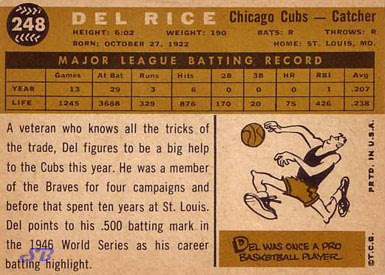 248
DEL RICE Chicago Cubs — Catcher
HEIGHT: 6:02 WEIGHT: 190 BATS: R THROWS: R
BORN: OCTOBER 27, 1922 HOME: ST. LOUIS, MO.
MAJOR LEAGUE BATTING RECORD
Games At Bat Runs Hits 2B 3B HR RBI Avg.
YEAR 13 29 3 6 0 0 0 1 .207
LIFE 1245 3688 329 876 170 20 75 426 .238
A veteran who knows all the tricks of
the trade, Del figures to be a big help
to the Cubs this year. He was a member
of the Braves for four campaigns and
before that spent ten years at St. Louis.
Del points to his .500 batting mark in
the 1946 World Series as his career
batting highlight.
SB
DEL WAS ONCE A PRO
BASKETBALL PLAYER.
©T.C.G. PRTD. IN U.S.A.